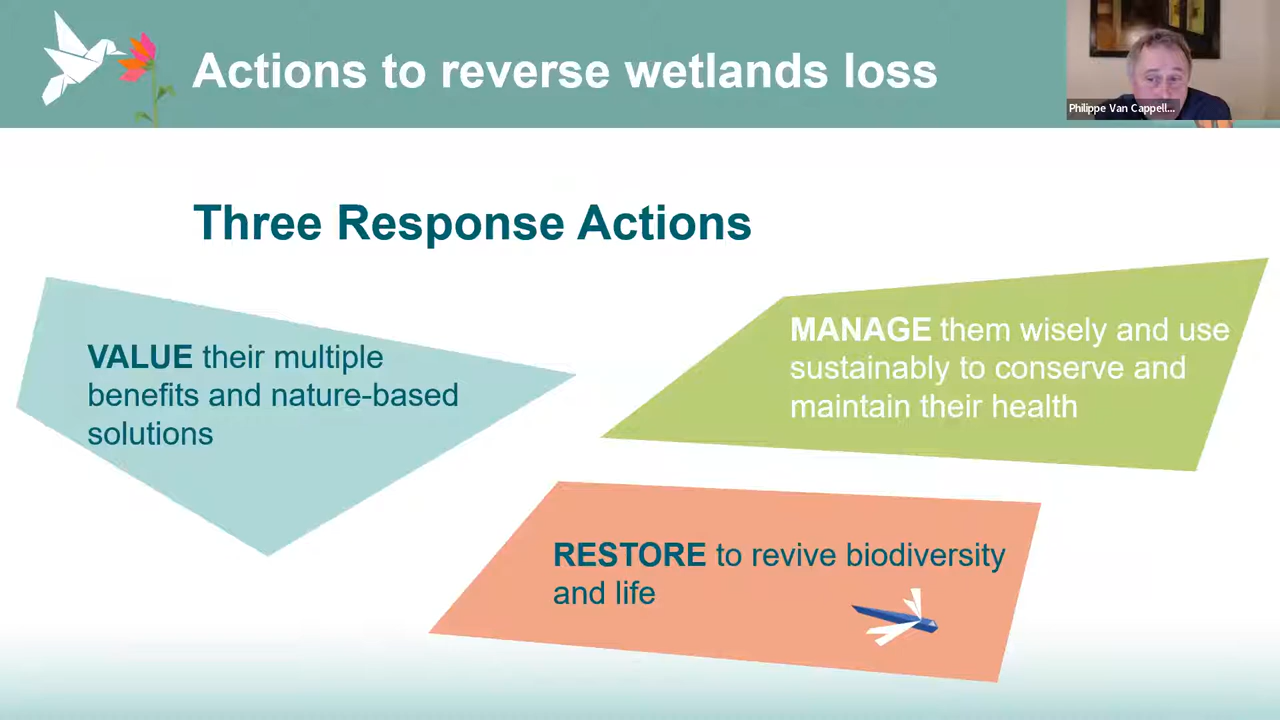 Actions to reverse wetlands loss
Philippe Van Cappell...
Three Response Actions
VALUE their multiple
benefits and nature-based
solutions
MANAGE them wisely and use
sustainably to conserve and
maintain their health
RESTORE to revive biodiversity
and life